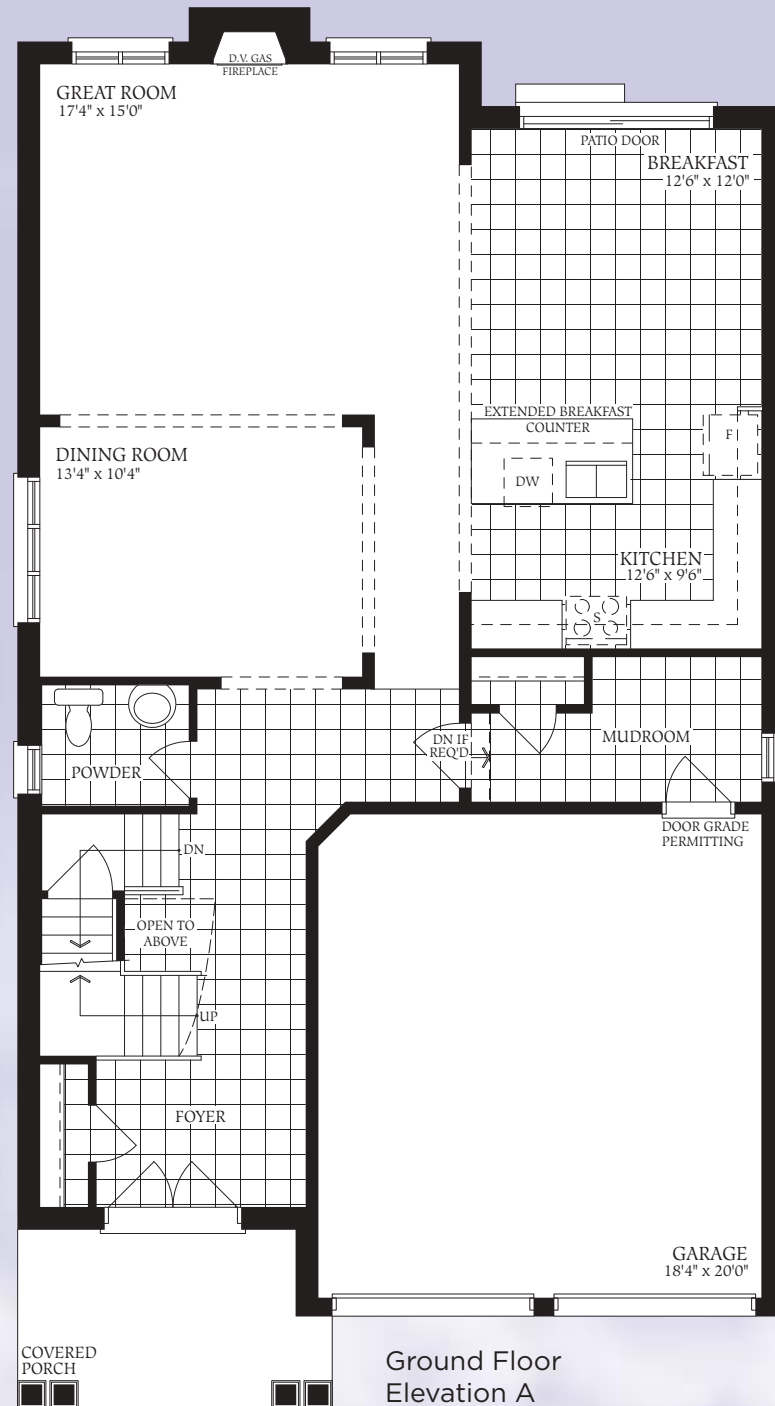 D.V. GAS
FIREPLACE
GREAT ROOM
17'4" x 15'0"
PATIO DOOR
BREAKFAST
12'6" x 12'0"
EXTENDED BREAKFAST
COUNTER
F
DW
DINING ROOM
13'4" x 10'4"
KITCHEN
12'6" x 9'6"
S
DN IF
REQ'D
MUDROOM
POWDER
DOOR GRADE
PERMITTING
DN
OPEN TO
ABOVE
UP
FOYER
GARAGE
18'4" x 20'0"
COVERED
PORCH
Ground Floor
Elevation A